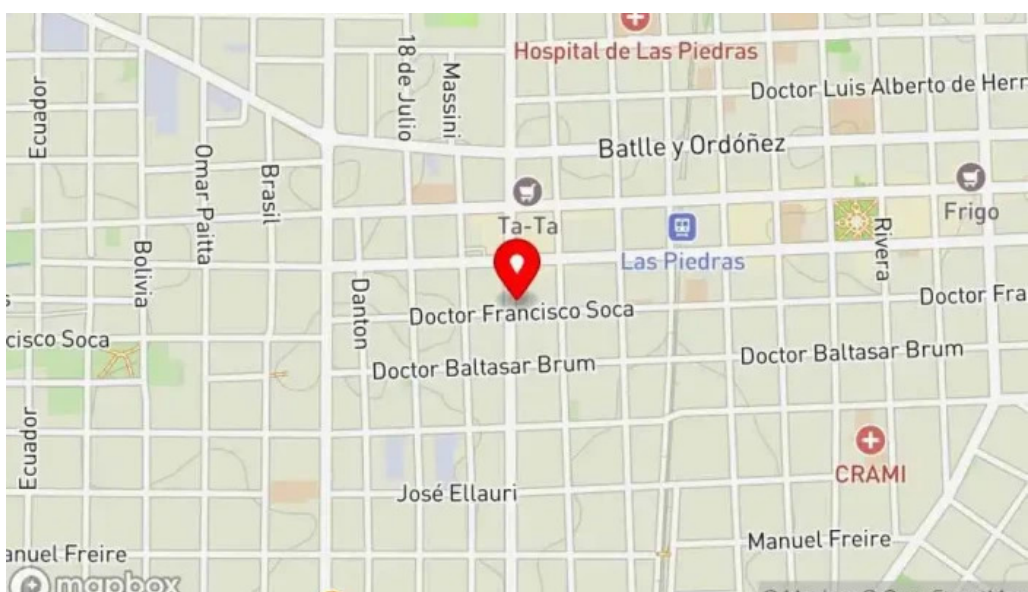 Hospital de Las Piedras
18 de Julio
Massini
Ecuador
Doctor Luis Alberto de Herr
Batlle y Ordóñez
Omar Paitta
Brasil
Frigo
Ta-Ta
Rivera
Bolivia
Las Piedras
Danton
Doctor Francisco Soca
Doctor Fra
cisco Soca
Doctor Baltasar Brum
Doctor Baltasar Brum
Ecuador
CRAMI
José Ellauri
Manuel Freire
anuel Freire
mapbox